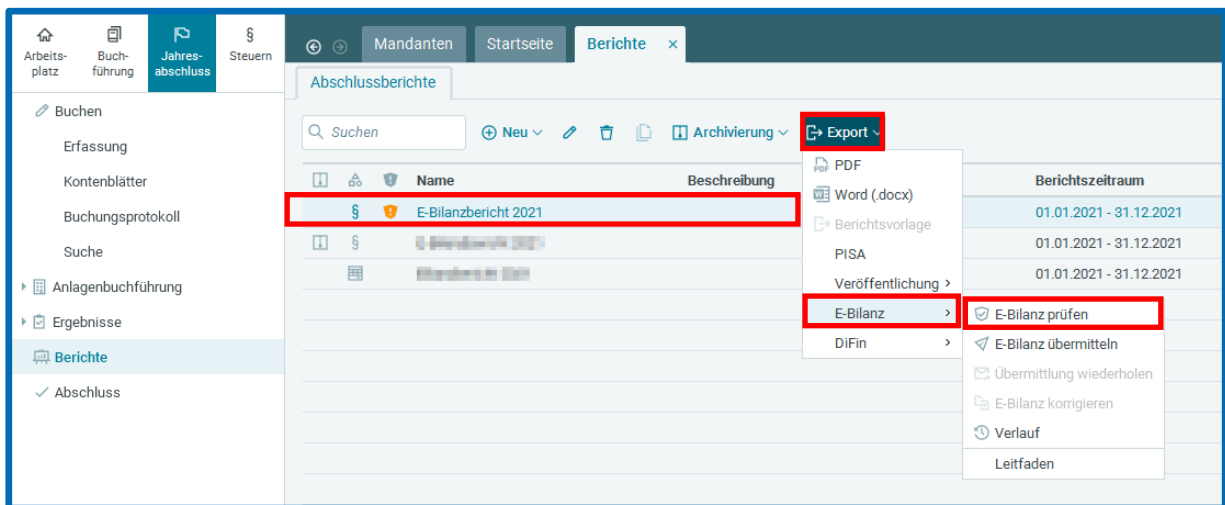 Arbeits-
platz
Buch-
führung
Jahres-
abschluss
§
Steuern
Mandanten Startseite Berichte ×
Abschlussberichte
Buchen
Erfassung
Kontenblätter
Buchungsprotokoll
Suche
Anlagenbuchführung
Ergebnisse
Berichte
Abschluss
Suchen Neu Archivierung Export
Name Beschreibung Berichtszeitraum
§ E-Bilanzbericht 2021 01.01.2021 - 31.12.2021
§ 01.01.2021 - 31.12.2021
01.01.2021 - 31.12.2021
PDF PDF
Word (.docx)
Berichtsvorlage
PISA
Veröffentlichung >
E-Bilanz >
DiFin >
E-Bilanz prüfen
E-Bilanz übermitteln
Übermittlung wiederholen
E-Bilanz korrigieren
Verlauf
Leitfaden